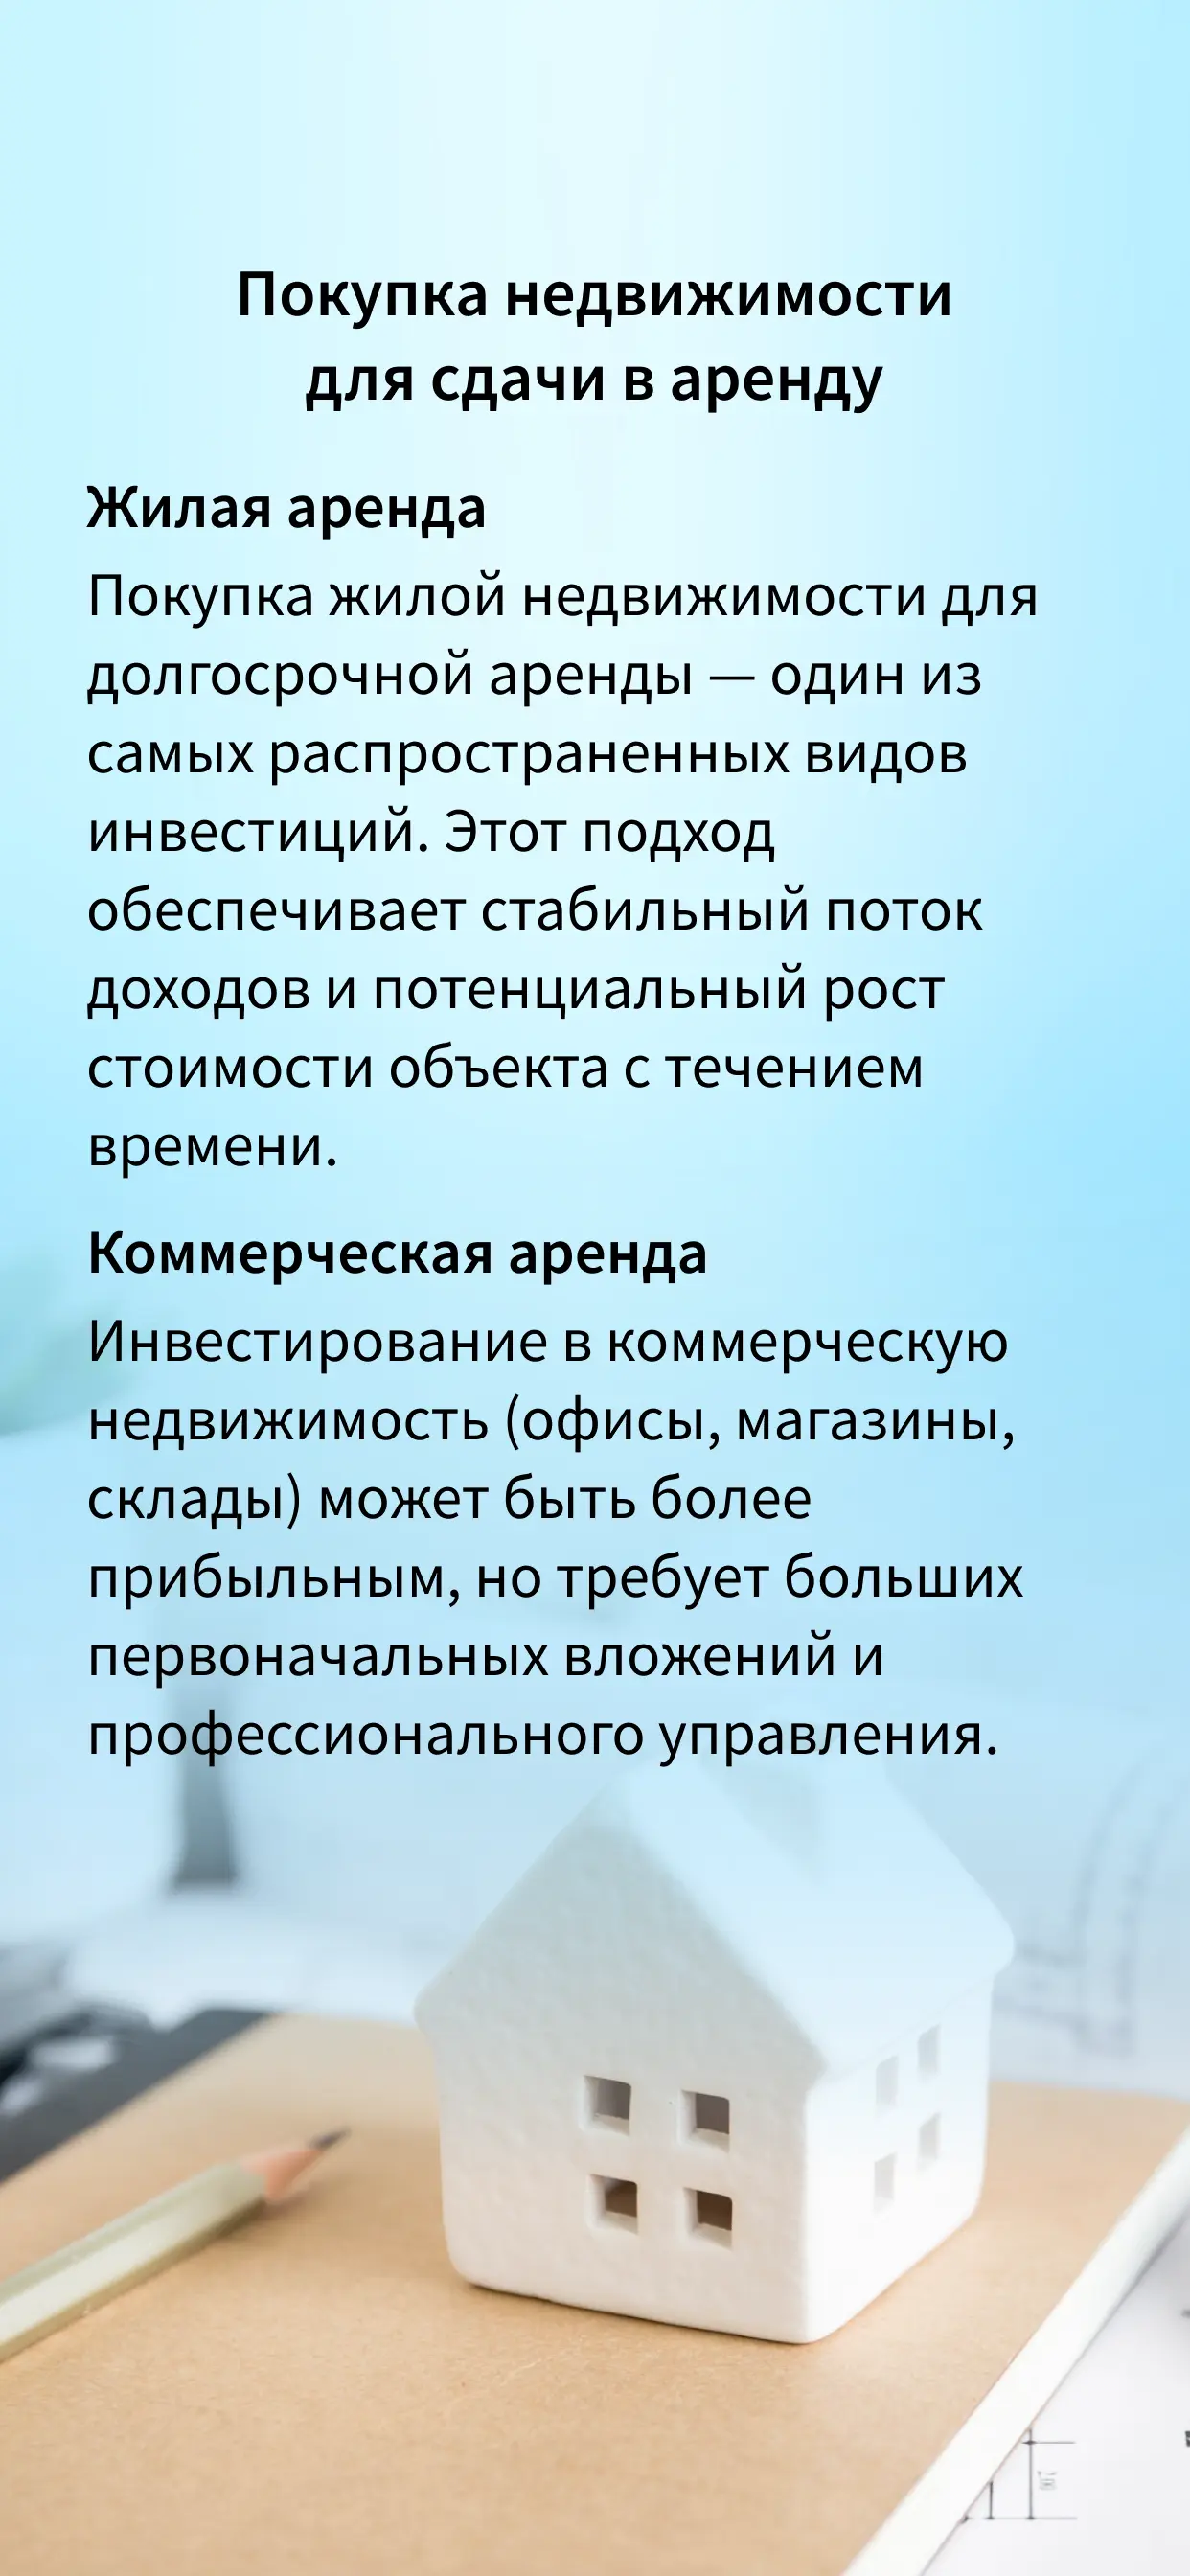 Покупка недвижимости
для сдачи в аренду
Жилая аренда
Покупка жилой недвижимости для
долгосрочной аренды — один из
самых распространенных видов
инвестиций. Этот подход
обеспечивает стабильный поток
доходов и потенциальный рост
стоимости объекта с течением
времени.
Коммерческая аренда
Инвестирование в коммерческую
недвижимость (офисы, магазины,
склады) может быть более
прибыльным, но требует больших
первоначальных вложений и
профессионального управления.